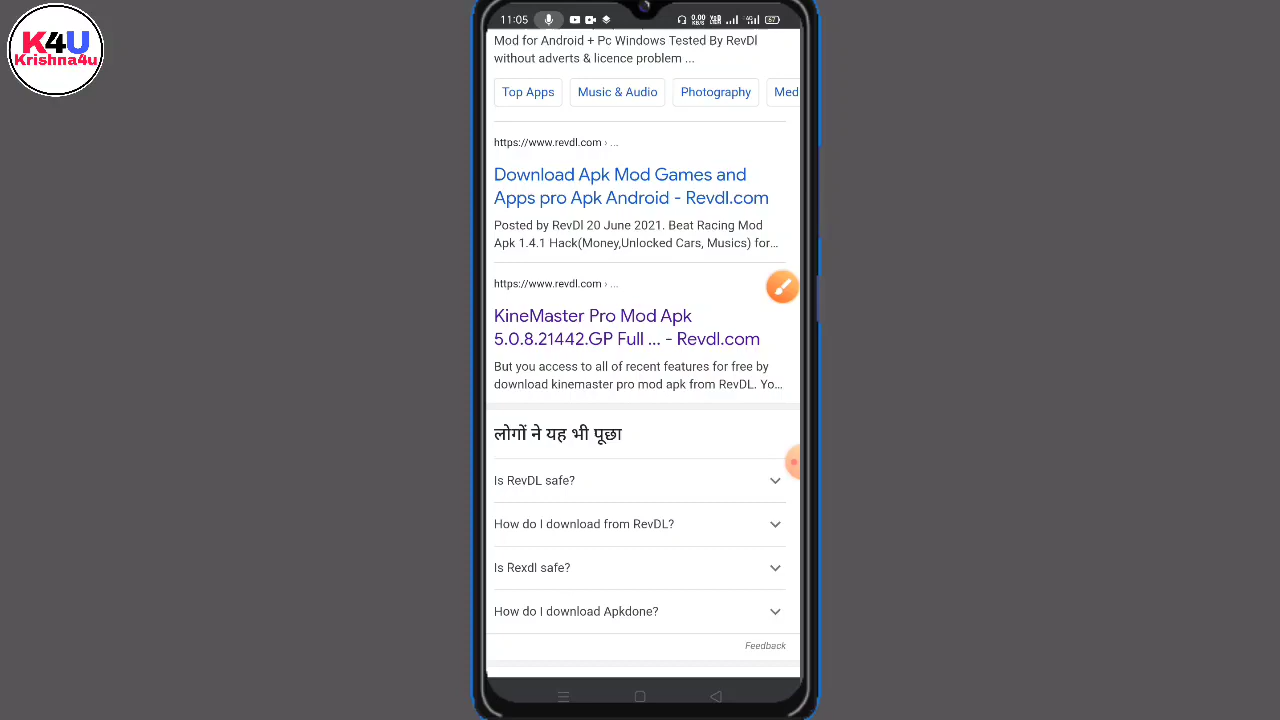 K4U
Krishna4u
11:05
0.00
KB/S
67
Mod for Android + Pc Windows Tested By RevDl
without adverts & licence problem ...
Top Apps
Music & Audio
Photography
Med
https://www.revdl.com › ...
Download Apk Mod Games and
Apps pro Apk Android - Revdl.com
Posted by RevDl 20 June 2021. Beat Racing Mod
Apk 1.4.1 Hack(Money,Unlocked Cars, Musics) for...
https://www.revdl.com › ...
KineMaster Pro Mod Apk
5.0.8.21442.GP Full ... - Revdl.com
But you access to all of recent features for free by
download kinemaster pro mod apk from RevDL. Yo...
लोगों ने यह भी पूछा
Is RevDL safe?
How do I download from RevDL?
Is Rexdl safe?
How do I download Apkdone?
Feedback